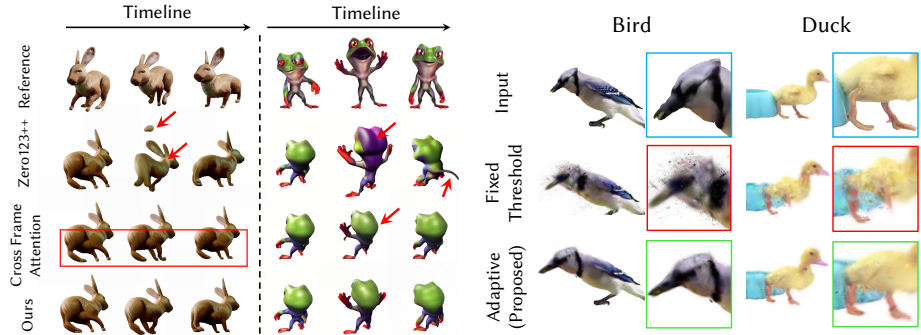 Timeline
Timeline
Reference
Zero123++
Cross Frame
Attention
Ours
Bird
Duck
Input
Fixed
Threshold
Adaptive
(Proposed)